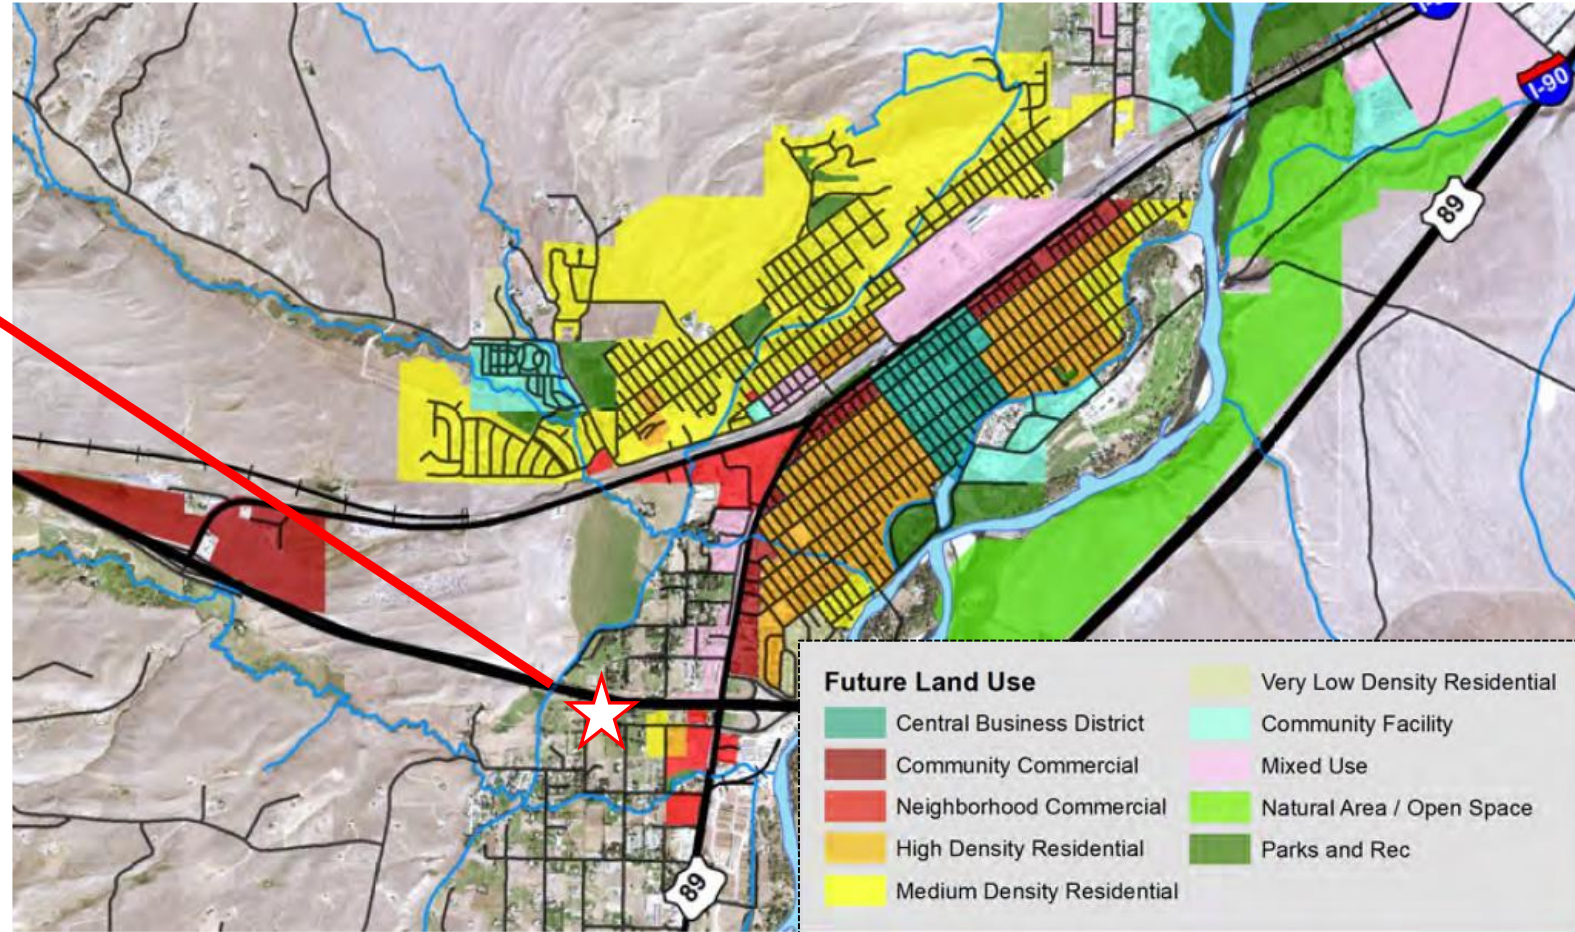 I-90
89
89
Future Land Use
Central Business District
Community Commercial
Neighborhood Commercial
High Density Residential
Medium Density Residential
Very Low Density Residential
Community Facility
Mixed Use
Natural Area / Open Space
Parks and Rec